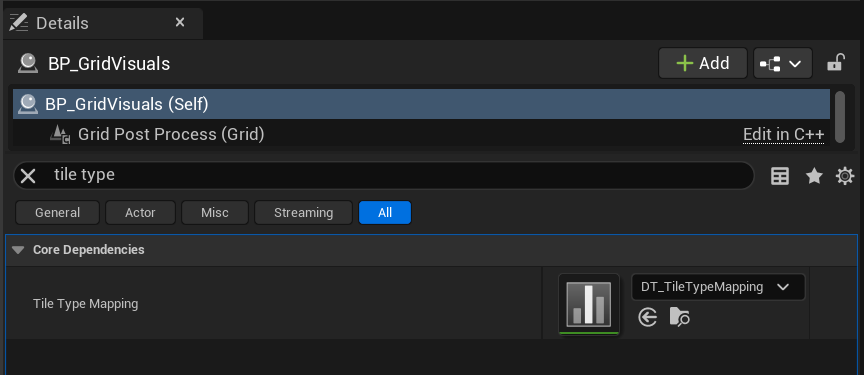 Details
BP_GridVisuals
Add
BP_GridVisuals (Self)
Grid Post Process (Grid)
Edit in C++
tile type
General
Actor
Misc
Streaming
All
Core Dependencies
Tile Type Mapping
DT_TileTypeMapping